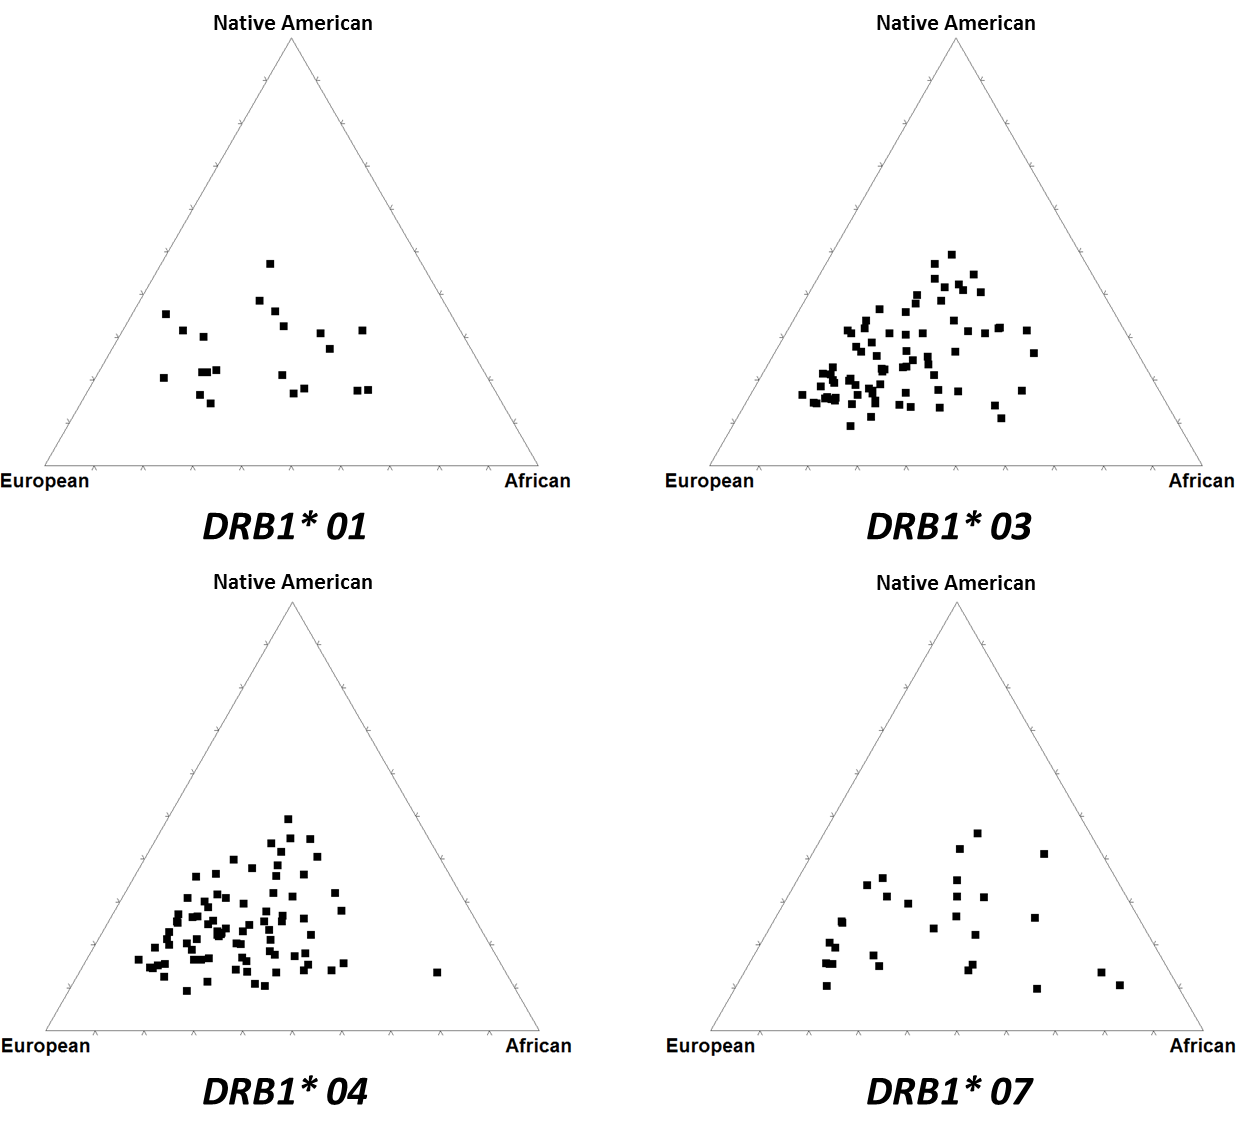 Native American
Native American
European
African
European
African
DRB1* 01
DRB1* 03
Native American
Native American
European
African
European
African
DRB1* 04
DRB1* 07